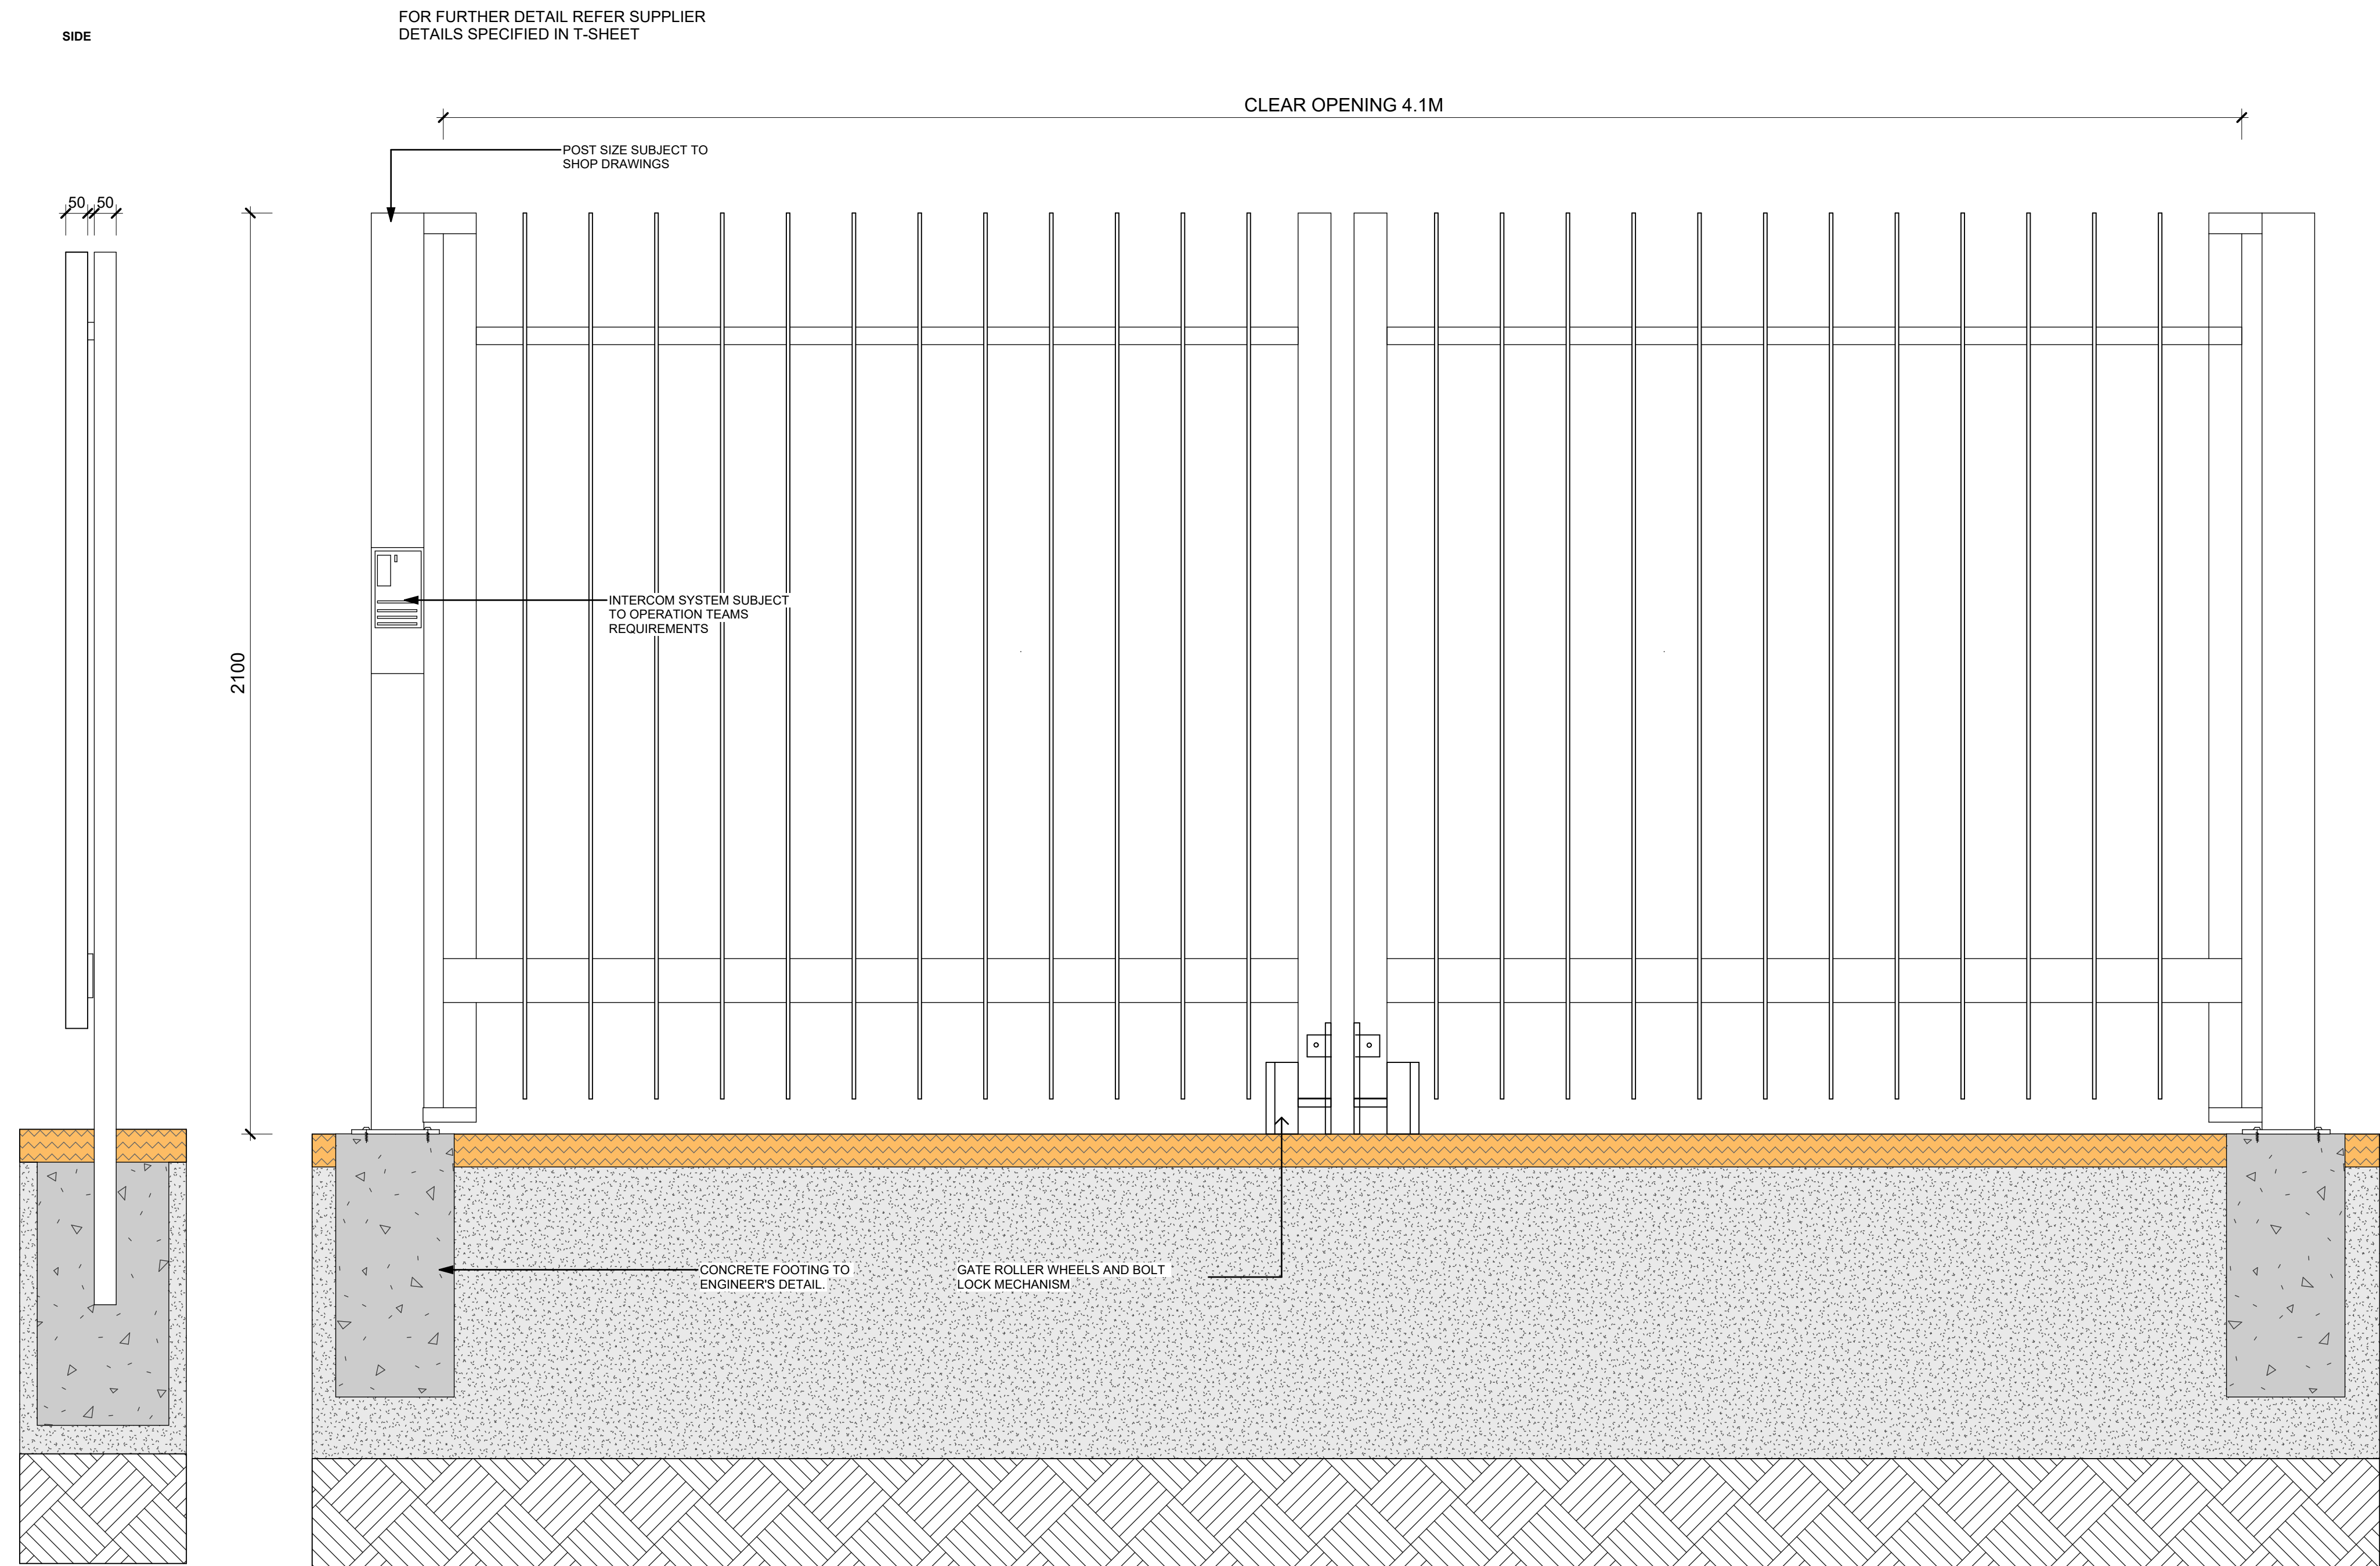 SIDE
FOR FURTHER DETAIL REFER SUPPLIER
DETAILS SPECIFIED IN T-SHEET
CLEAR OPENING 4.1M
POST SIZE SUBJECT TO
SHOP DRAWINGS
50 50
INTERCOM SYSTEM SUBJECT
TO OPERATION TEAMS
REQUIREMENTS
2100
CONCRETE FOOTING TO
ENGINEER'S DETAIL.
GATE ROLLER WHEELS AND BOLT
LOCK MECHANISM